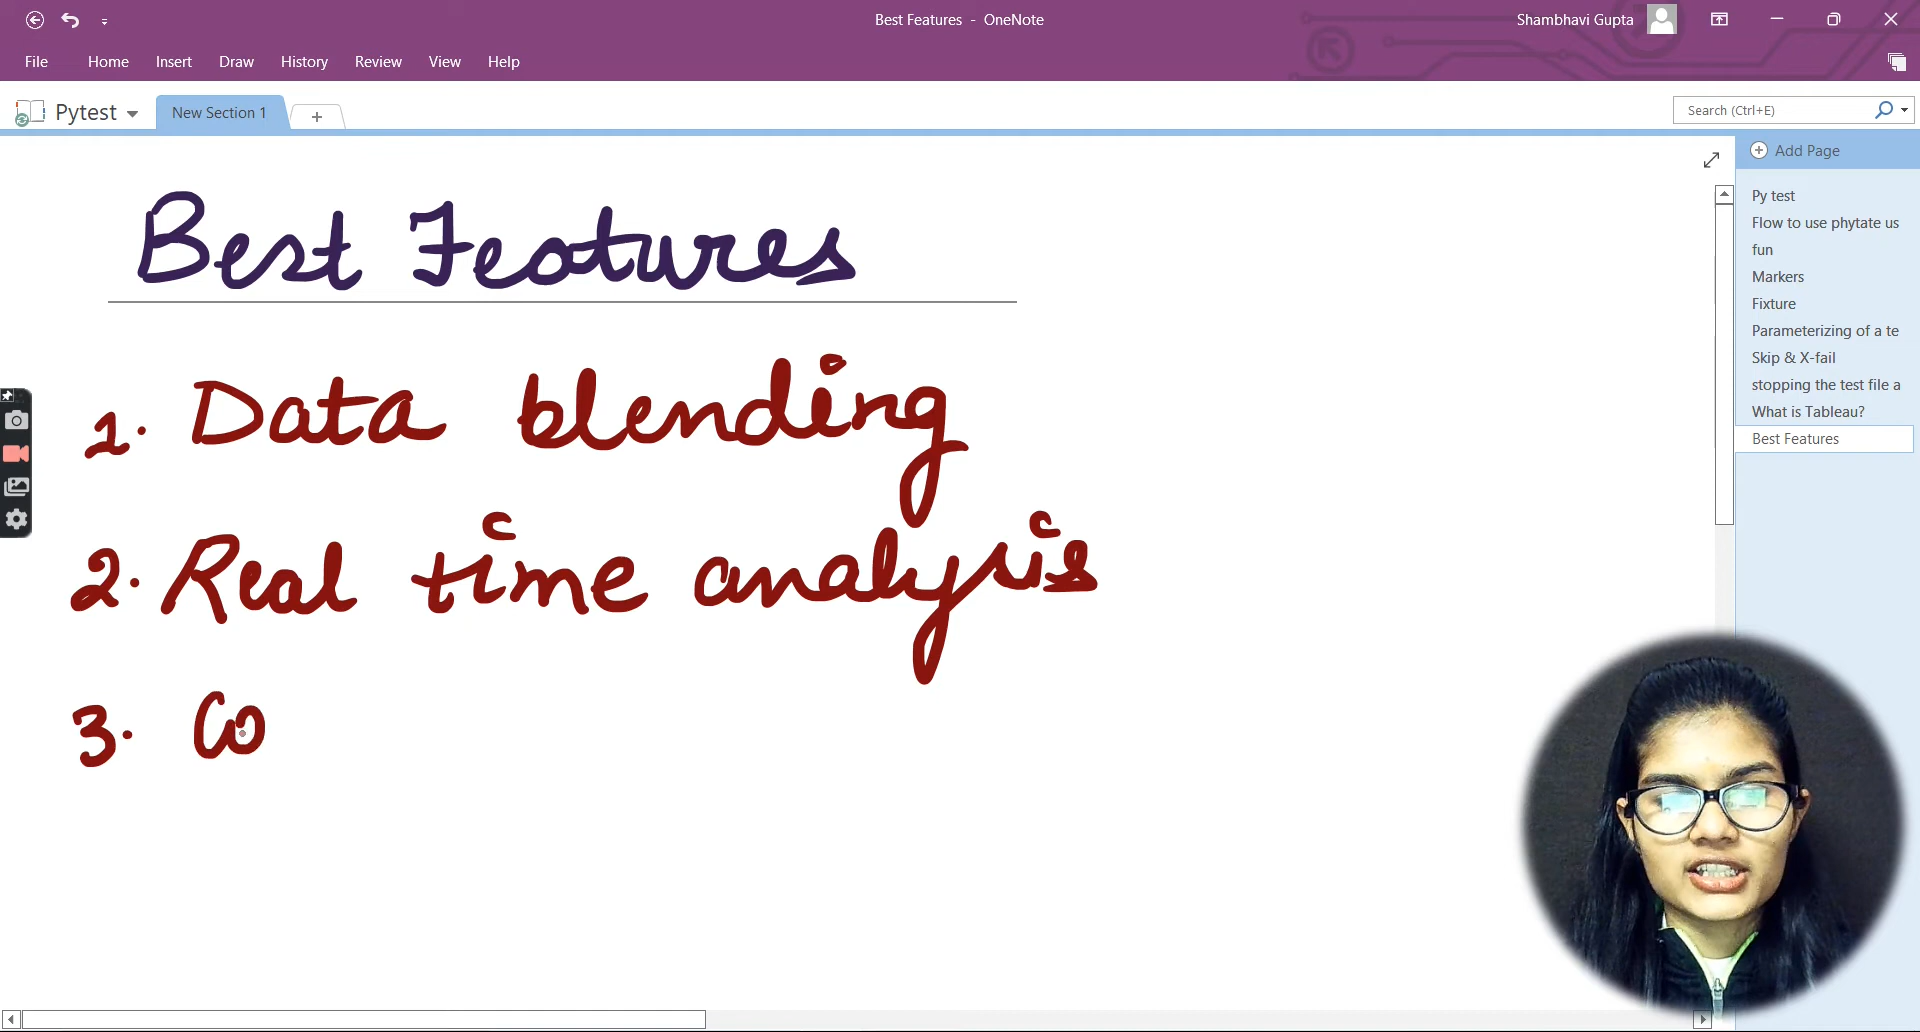 Best Features - OneNote
Shambhavi Gupta
File Home Insert Draw History Review View Help
Pytest
New Section 1
+
Search (Ctrl+E)
Add Page
Py test
Flow to use phytate us
fun
Markers
Fixture
Parameterizing of a te
Skip & X-fail
stopping the test file a
What is Tableau?
Best Features
Best Features
1. Data blending
2. Real time analysis
3. Co